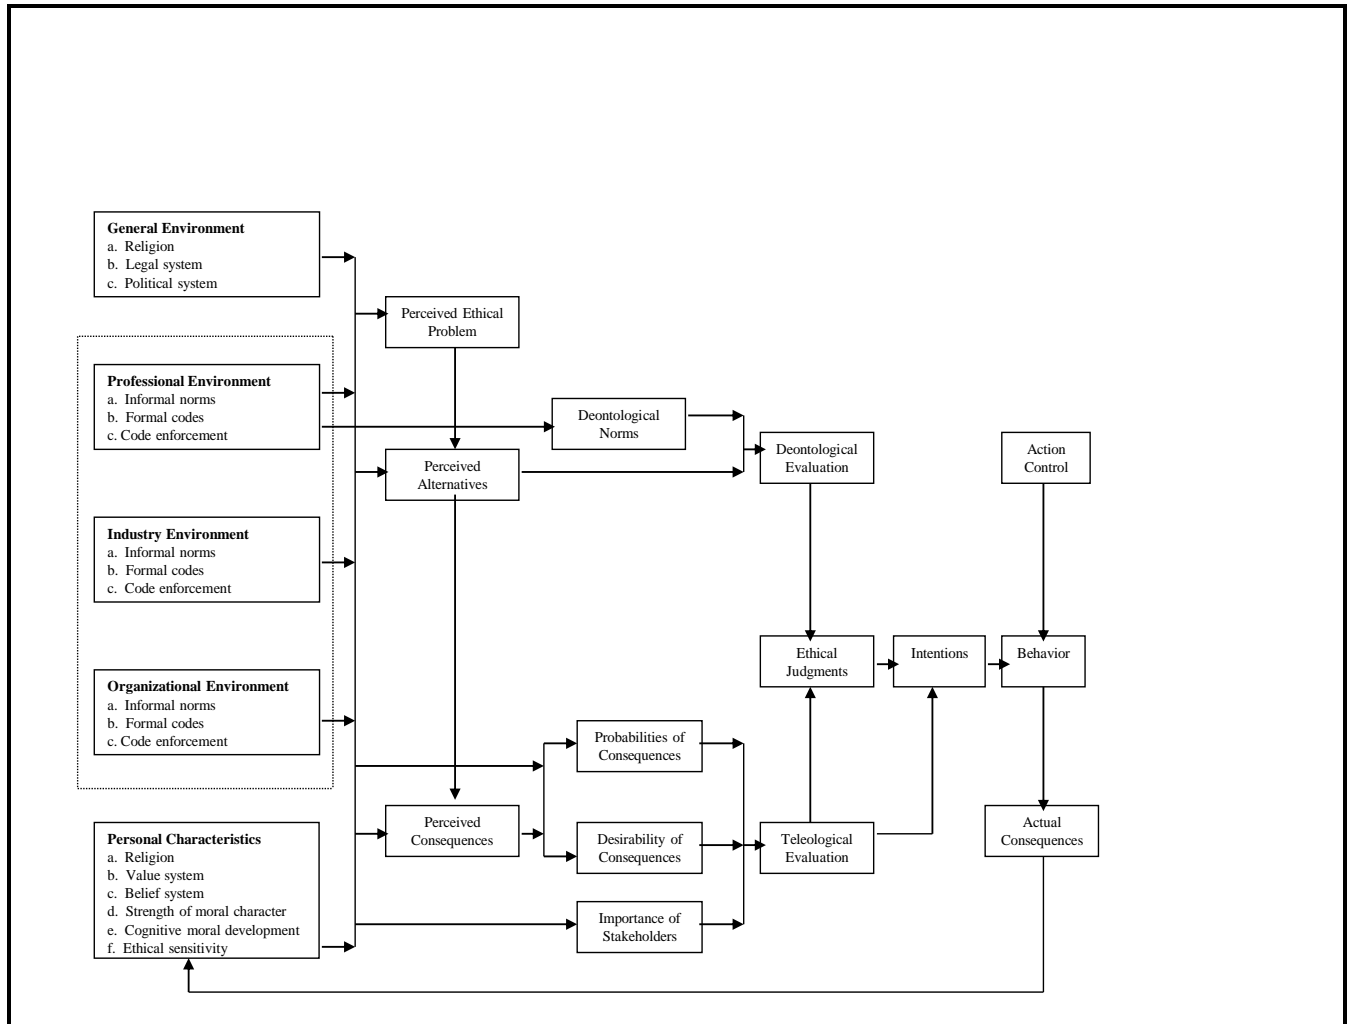 General Environment
a. Religion
b. Legal system
c. Political system
Perceived Ethical
Problem
Professional Environment
a. Informal norms
b. Formal codes
c. Code enforcement
Deontological
Norms
Deontological
Evaluation
Action
Control
Perceived
Alternatives
Industry Environment
a. Informal norms
b. Formal codes
c. Code enforcement
Ethical
Judgments
Intentions
Behavior
Organizational Environment
a. Informal norms
b. Formal codes
c. Code enforcement
Probabilities of
Consequences
Perceived
Consequences
Desirability of
Consequences
Teleological
Evaluation
Actual
Consequences
Personal Characteristics
a. Religion
b. Value system
c. Belief system
d. Strength of moral character
e. Cognitive moral development
f. Ethical sensitivity
Importance of
Stakeholders